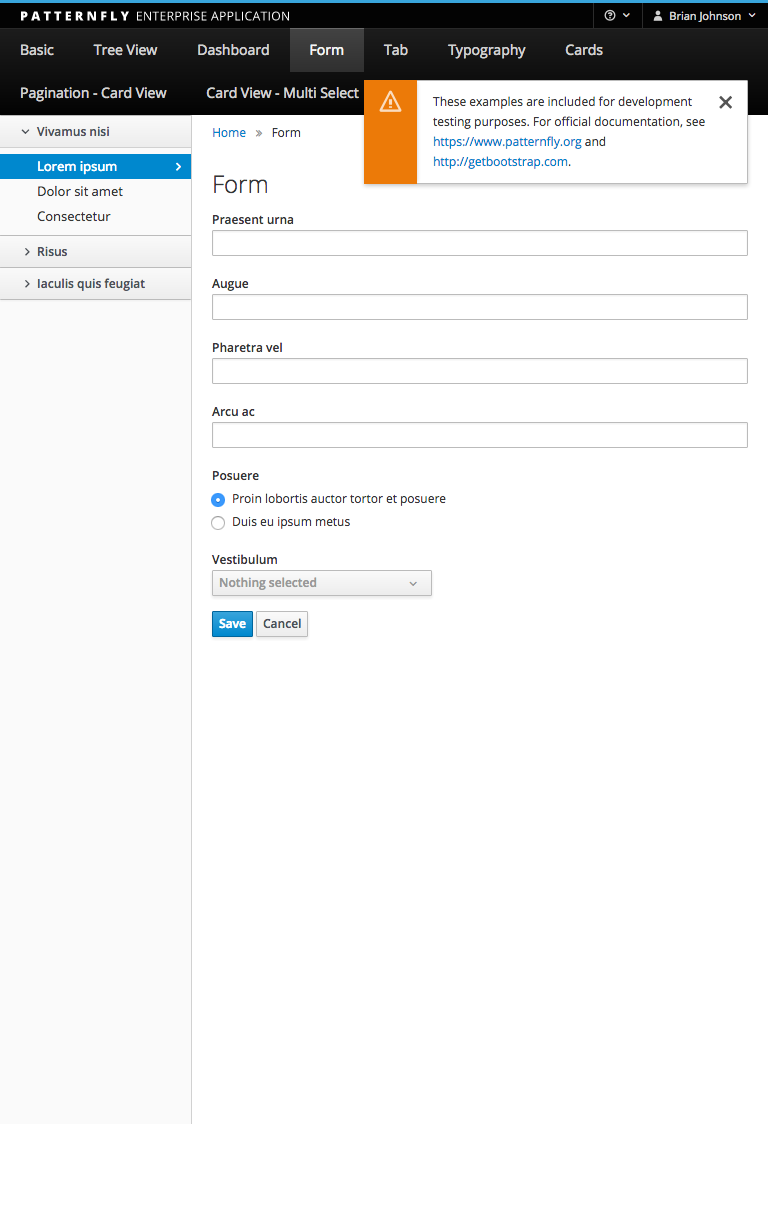 PATTERNFLY ENTERPRISE APPLICATION
Brian Johnson
Basic Tree View Dashboard Form Tab Typography Cards
Pagination - Card View Card View - Multi Select
These examples are included for development
testing purposes. For official documentation, see
https://www.patternfly.org and
http://getbootstrap.com.
Vivamus nisi
Lorem ipsum
Dolor sit amet
Consectetur
Risus
Iaculis quis feugiat
Home » Form
Form
Praesent urna
Augue
Pharetra vel
Arcu ac
Posuere
Proin lobortis auctor tortor et posuere
Duis eu ipsum metus
Vestibulum
Nothing selected
Save Cancel